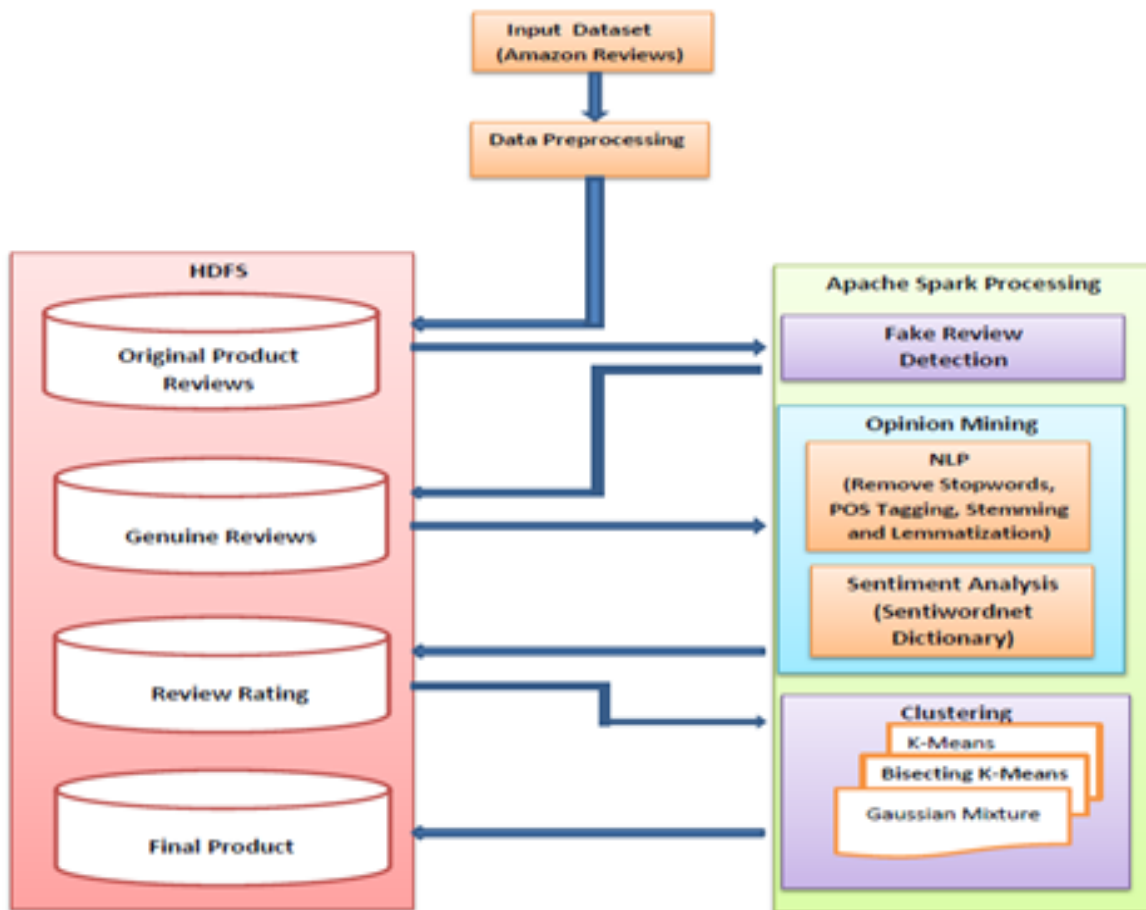 Input Dataset
(Amazon Reviews)
Data Preprocessing
HDFS
Original Product
Reviews
Genuine Reviews
Review Rating
Final Product
Apache Spark Processing
Fake Review
Detection
Opinion Mining
NLP
(Remove Stopwords,
POS Tagging, Stemming
and Lemmatization)
Sentiment Analysis
(Sentiwordnet
Dictionary)
Clustering
K-Means
Bisecting K-Means
Gaussian Mixture